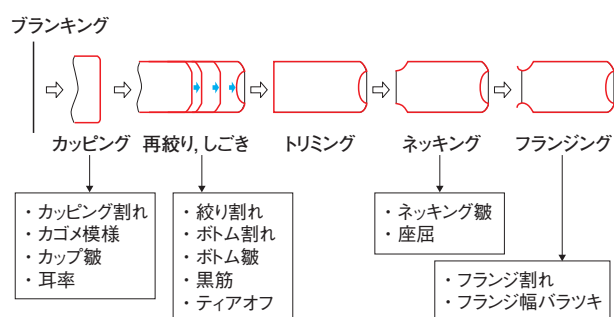 ブランキング
カッピング
再絞り，しごき
トリミング
ネッキング
フランジング
・カッピング割れ
・カゴメ模様
・カップ皺
・耳率
・絞り割れ
・ボトム割れ
・ボトム皺
・黒筋
・ティアオフ
・ネッキング皺
・座屈
・フランジ割れ
・フランジ幅バラツキ